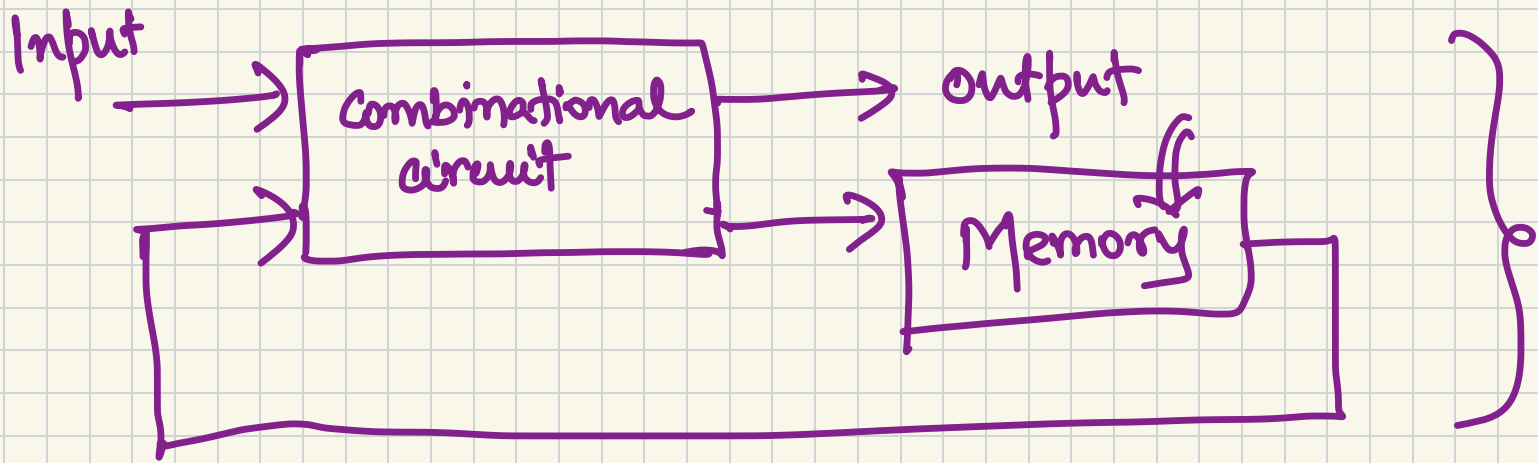 Input
Combinational
circuit
output
Memory